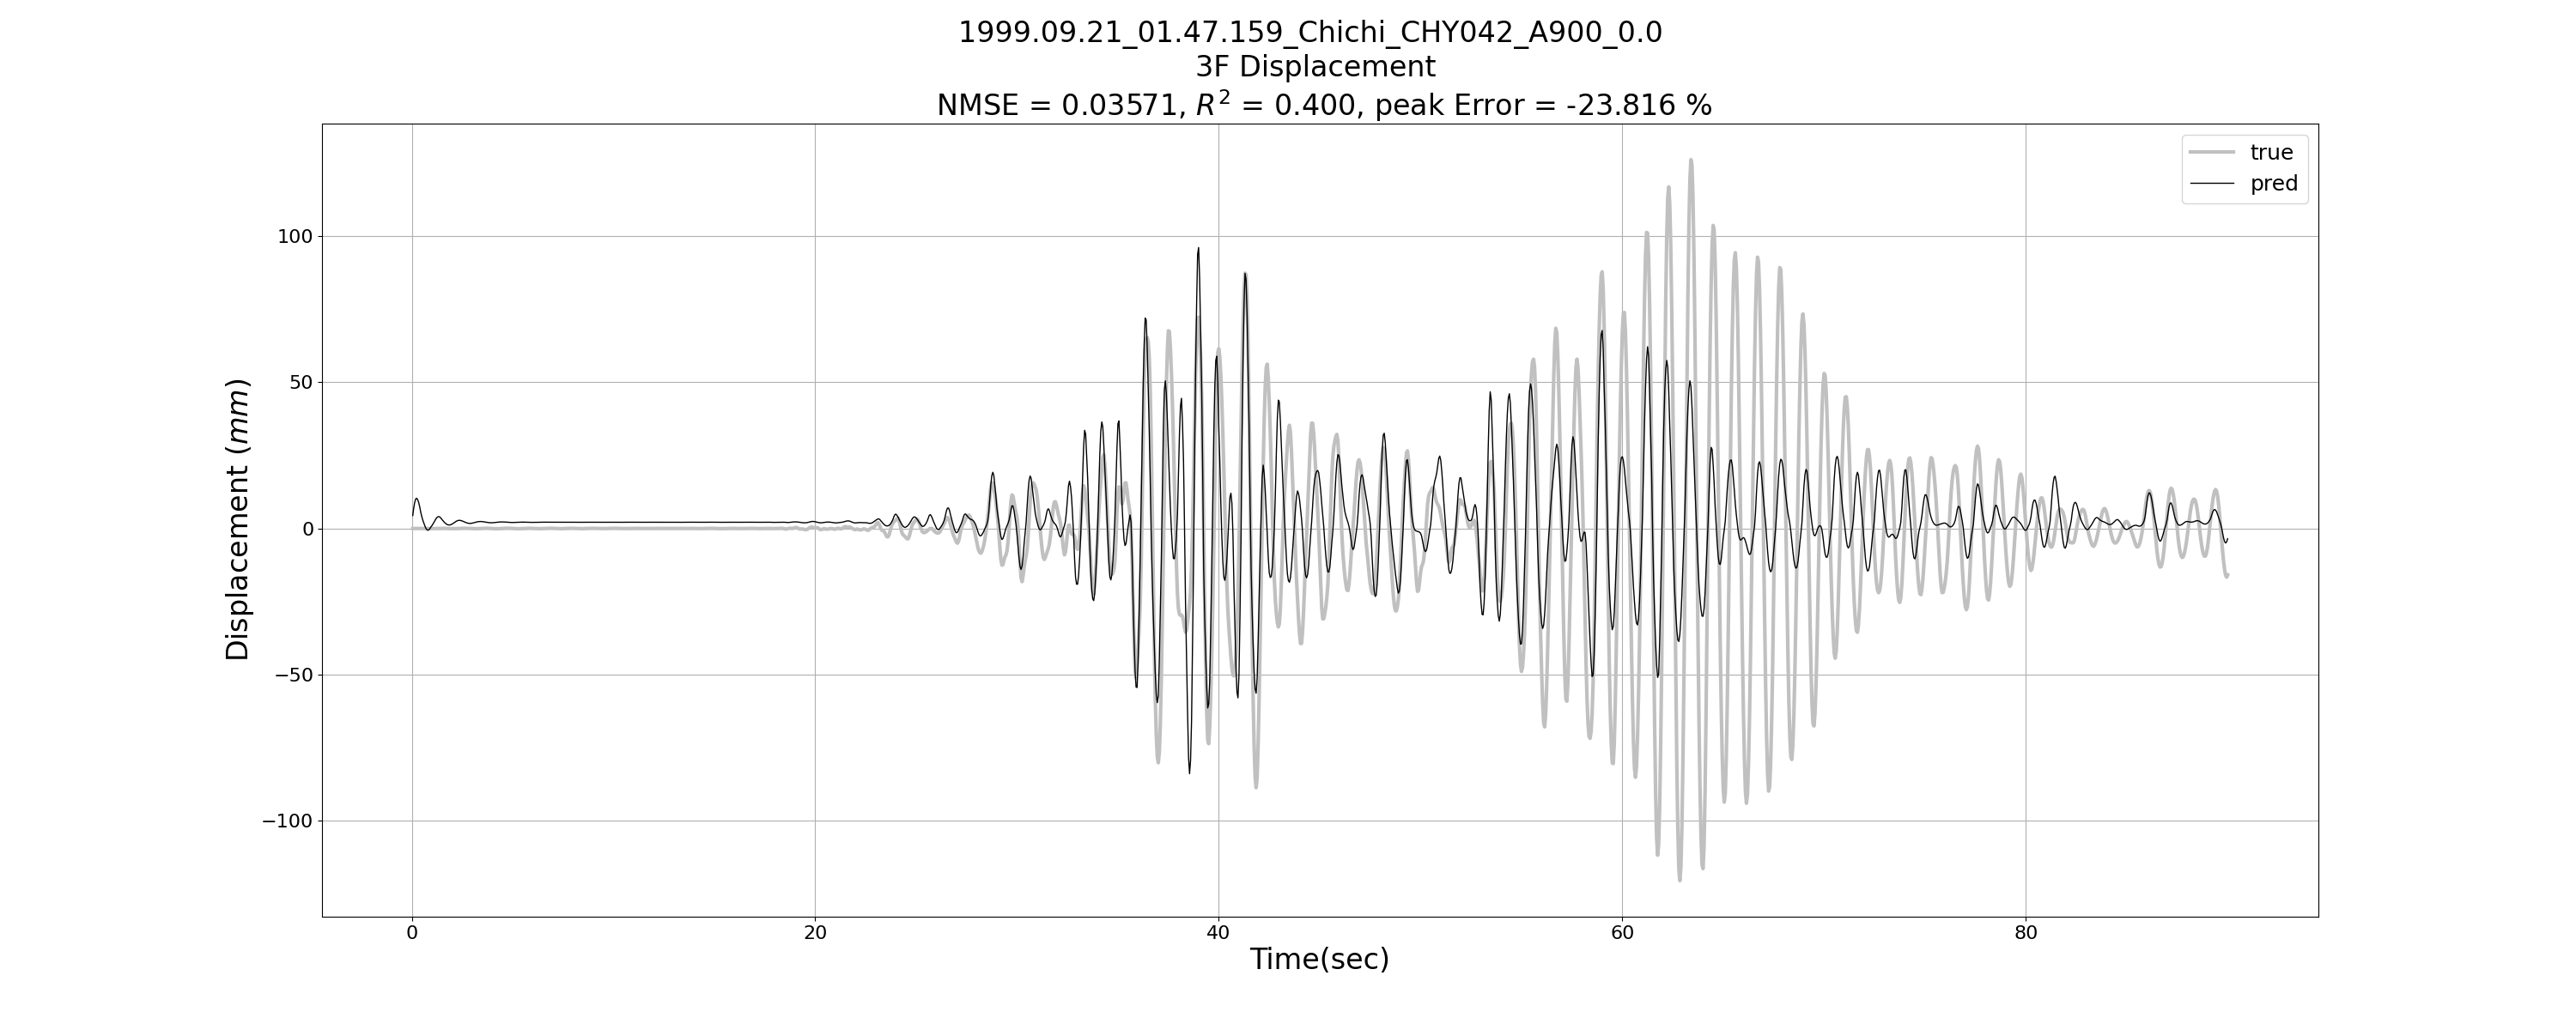 1999.09.21_01.47.159_Chichi_CHY042_A900_0.0
3F Displacement
NMSE = 0.03571, R² = 0.400, peak Error = -23.816 %
true
pred
Displacement (mm)
100
50
0
−50
−100
0 20 40 60 80
Time(sec)